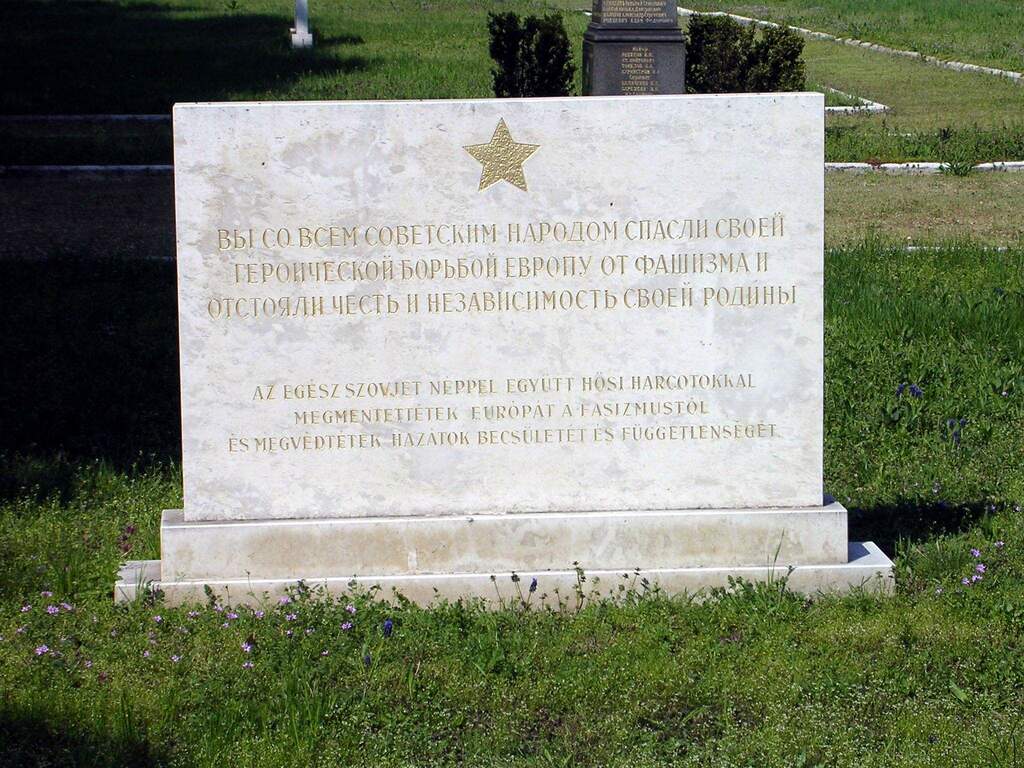 ВЫ СО ВСЕМ СОВЕТСКИМ НАРОДОМ СПАСЛИ СВОЕЙ
ГЕРОИЧЕСКОЙ БОРЬБОЙ ЕВРОПУ ОТ ФАШИЗМА И
ОТСТОЯЛИ ЧЕСТЬ И НЕЗАВИСИМОСТЬ СВОЕЙ РОДИНЫ
AZ EGÉSZ SZOVJET NÉPPEL EGYÜTT HŐSI HARCOTOKKAL
MEGMENTETTÉTEK EURÓPÁT A FASIZMUSTÓL
ÉS MEGVÉDTÉTEK HAZÁTOK BECSÜLETÉT ÉS FÜGGETLENSÉGÉT